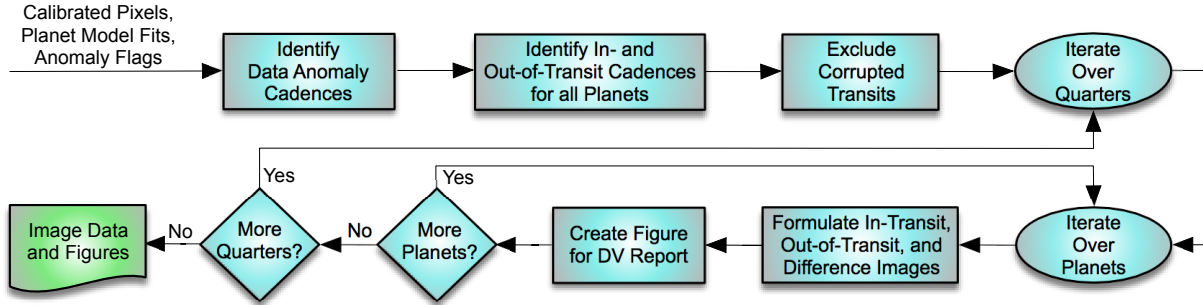 Calibrated Pixels,
Planet Model Fits,
Anomaly Flags
Identify
Data Anomaly
Cadences
Identify In- and
Out-of-Transit Cadences
for all Planets
Exclude
Corrupted
Transits
Iterate
Over
Quarters
Yes
Yes
Image Data
and Figures
No
More
Quarters?
No
More
Planets?
Create Figure
for DV Report
Formulate In-Transit,
Out-of-Transit, and
Difference Images
Iterate
Over
Planets